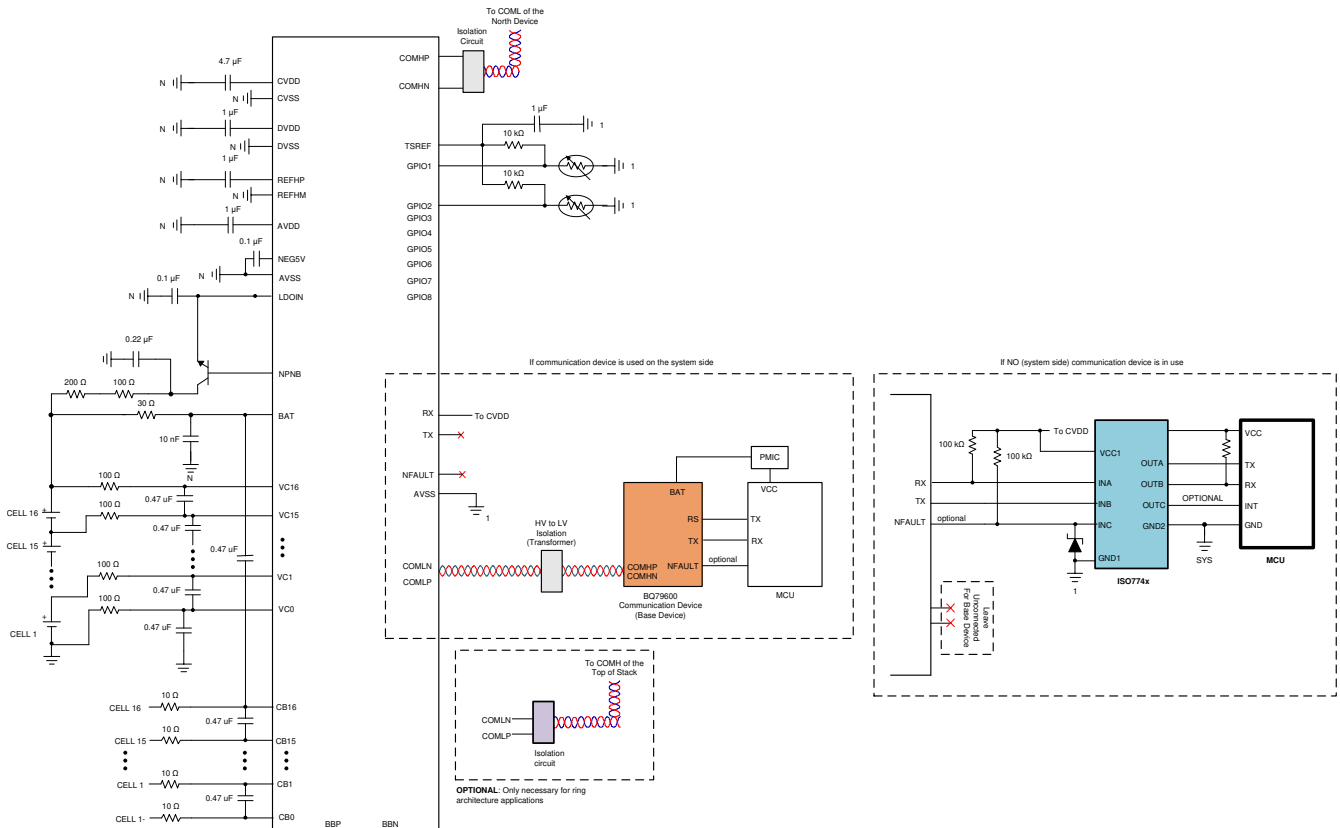 To COML of the
North Device
Isolation
Circuit
COMHP
COMHN
4.7 µF
N
CVDD
N
CVSS
1 µF
N
DVDD
N
DVSS
1 µF
N
REFHP
N
REFHM
1 µF
N
AVDD
0.1 µF
NEG5V
N
AVSS
0.1 µF
N
LDOIN
1 µF
1
TSREF
10 kΩ
GPIO1
1
10 kΩ
GPIO2
1
GPIO3
GPIO4
GPIO5
GPIO6
GPIO7
GPIO8
0.22 µF
NPNB
200 Ω
100 Ω
30 Ω
BAT
10 nF
N
100 Ω
VC16
0.47 uF
CELL 16
+
100 Ω
VC15
0.47 uF
CELL 15
+
0.47 uF
100 Ω
VC1
0.47 uF
100 Ω
VC0
+
CELL 1
0.47 uF
10 Ω
CELL 16
CB16
0.47 uF
10 Ω
CELL 15
CB15
10 Ω
CELL 1
CB1
0.47 uF
10 Ω
CELL 1-
CB0
BBP
BBN
If communication device is used on the system side
RX
To CVDD
TX
NFAULT
AVSS
1
COMLN
COMLP
HV to LV
Isolation
(Transformer)
PMIC
BAT
VCC
RS
TX
TX
RX
NFAULT
optional
COMHP
COMHN
BQ79600
Communication Device
(Base Device)
MCU
To COMH of the
Top of Stack
COMLN
COMLP
Isolation
circuit
OPTIONAL: Only necessary for ring
architecture applications
If NO (system side) communication device is in use
To CVDD
100 kΩ
100 kΩ
RX
TX
NFAULT
optional
VCC1
INA
INB
INC
GND1
OUTA
OUTB
OUTC
GND2
OPTIONAL
VCC
TX
RX
INT
GND
SYS
1
ISO774x
MCU
Leave
Unconnected
For Base Device